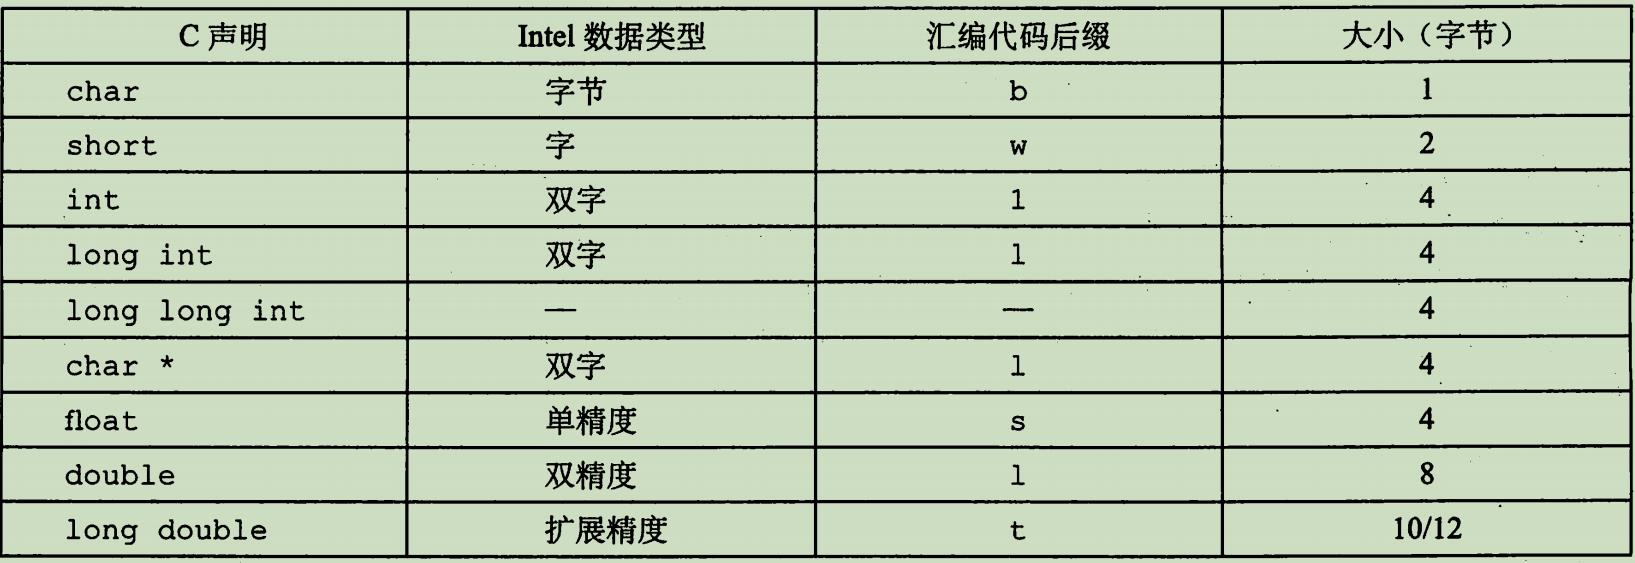 C 声明 Intel 数据类型 汇编代码后缀 大小（字节）
char 字节 b 1
short 字 w 2
int 双字 l 4
long int 双字 l 4
long long int — — 4
char * 双字 l 4
float 单精度 s 4
double 双精度 l 8
long double 扩展精度 t 10/12